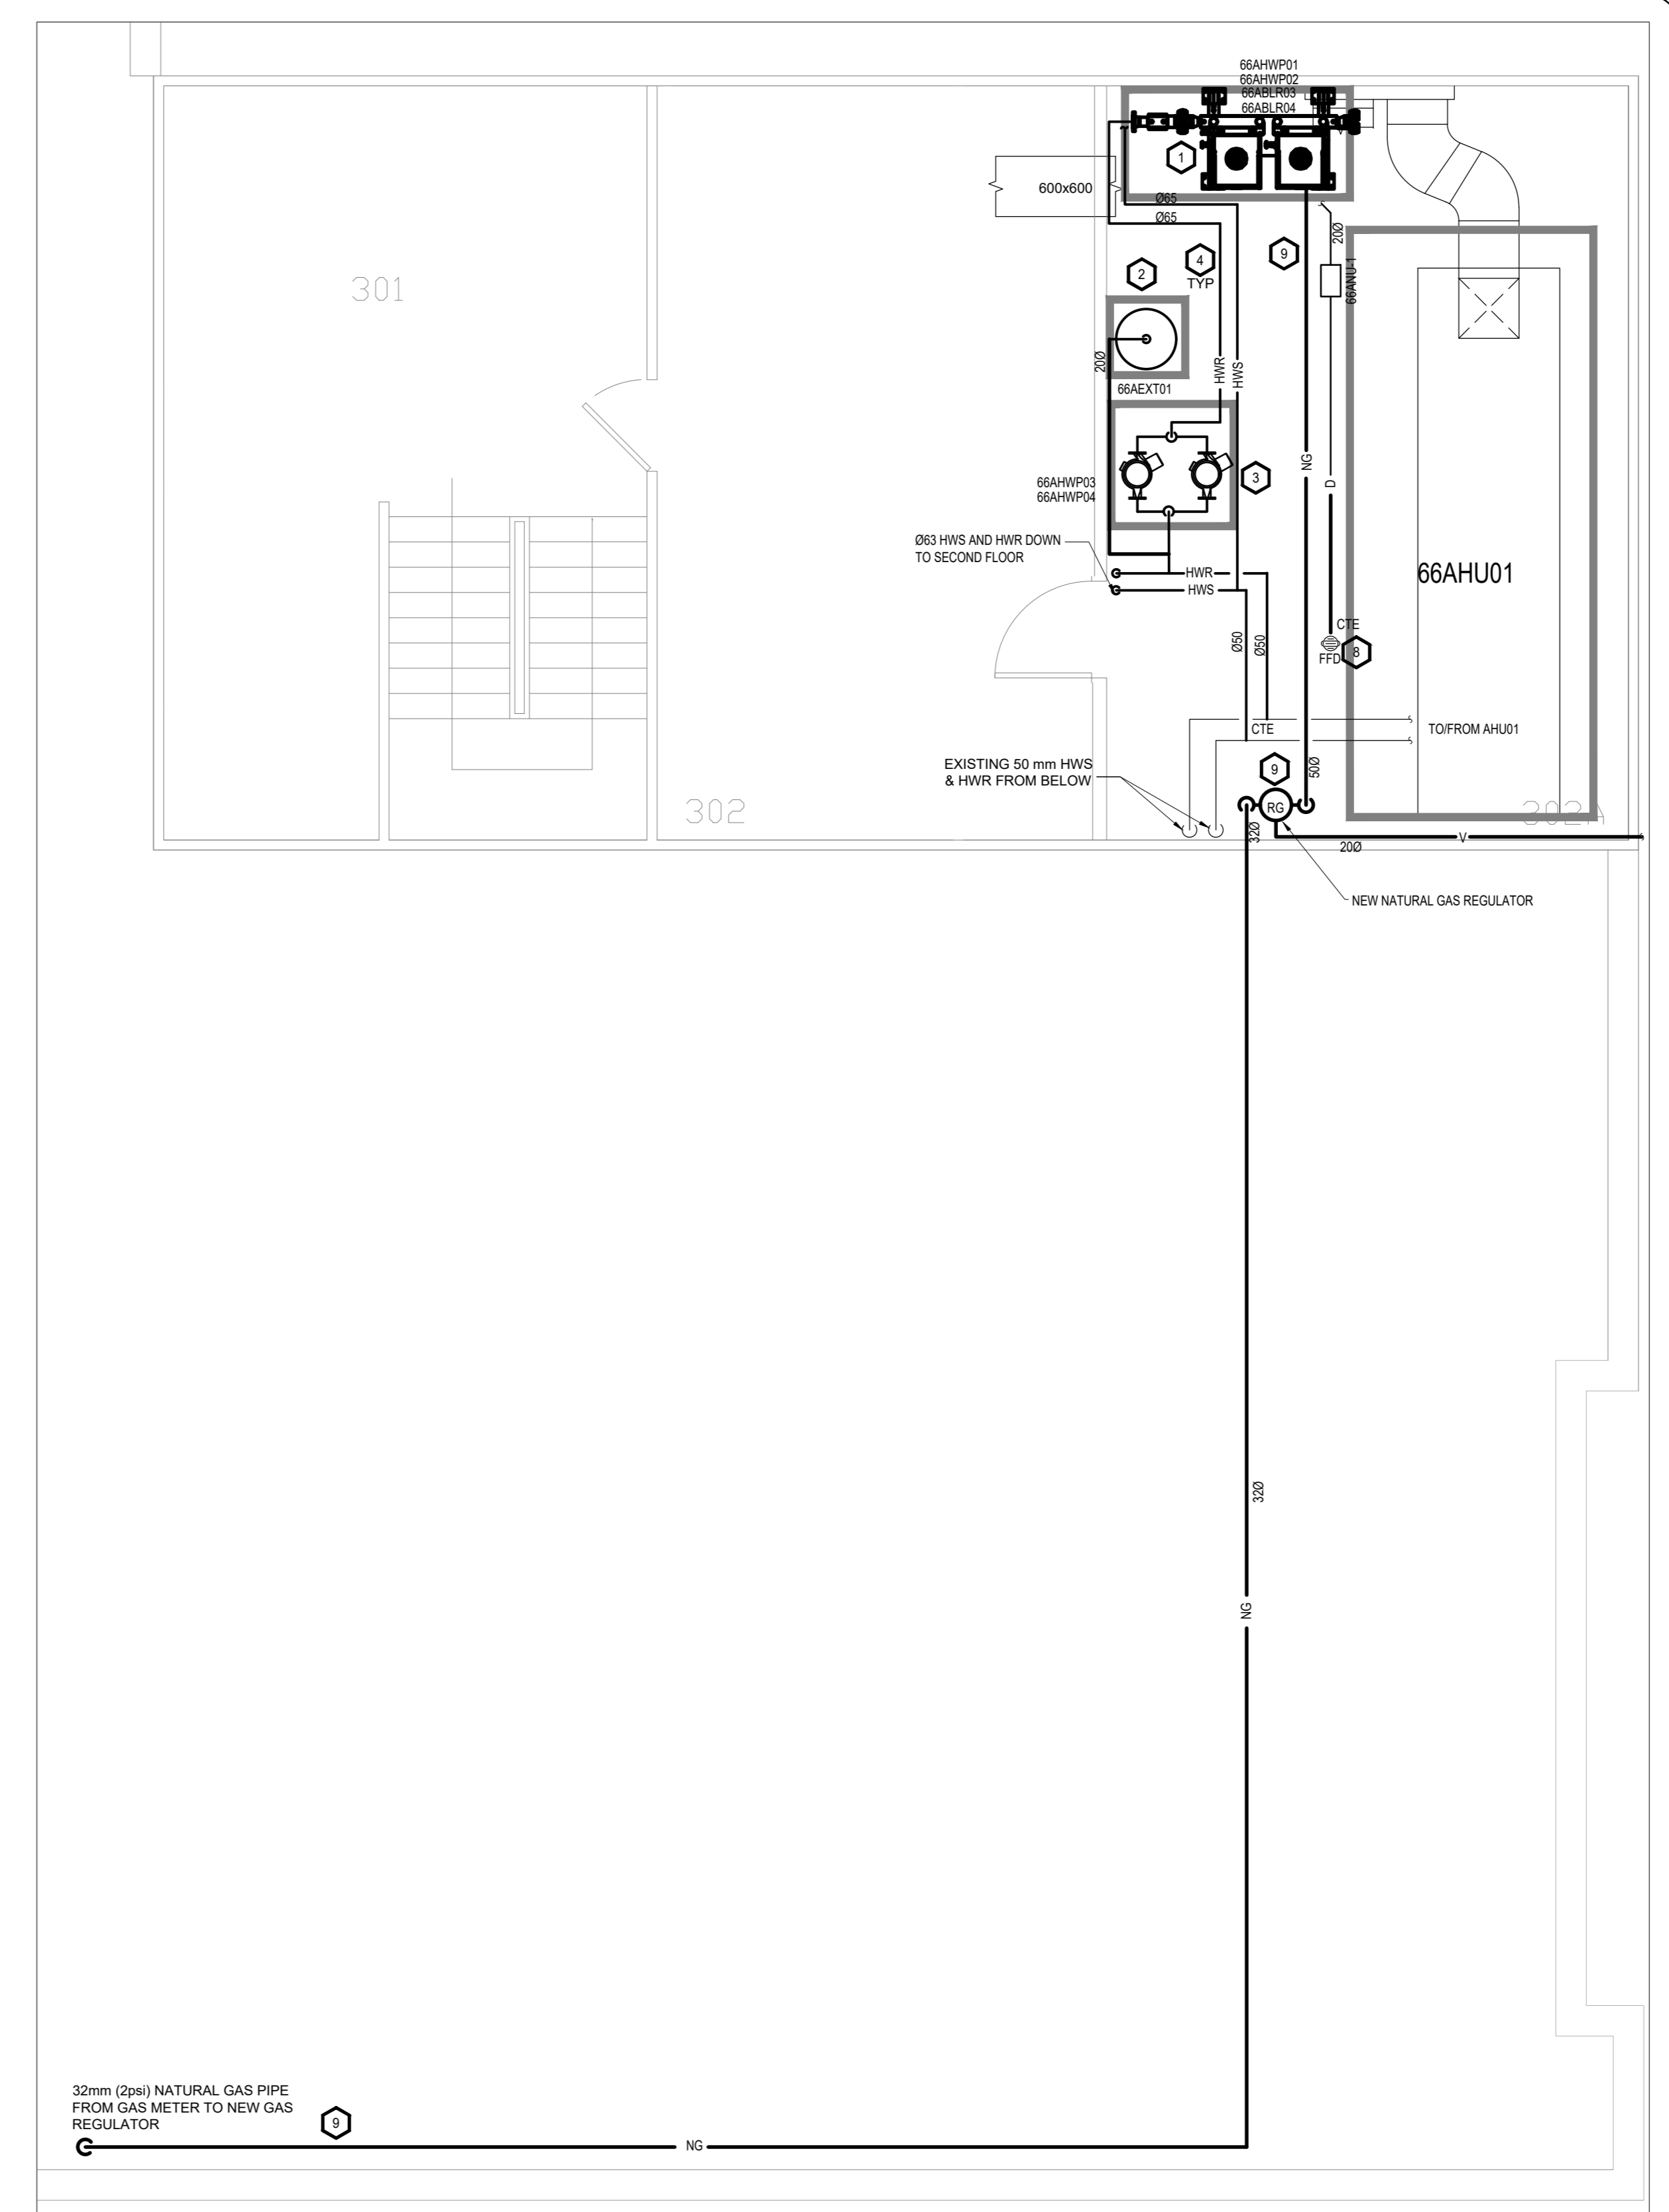 66AHWP01
66AHWP02
66ABLR03
66ABLR04
1
600x600
Ø65
Ø65
20Ø
9
4
TYP
2
66ANU-1
301
20Ø
HWR
HWS
66AEXT01
NG
3
66AHWP03
66AHWP04
D
Ø63 HWS AND HWR DOWN
TO SECOND FLOOR
HWR
HWS
66AHU01
CTE
Ø50
Ø50
FFD
8
CTE
TO/FROM AHU01
EXISTING 50 mm HWS
& HWR FROM BELOW
9
50Ø
302
RG
302A
32Ø
V
20Ø
NEW NATURAL GAS REGULATOR
32Ø
NG
32mm (2psi) NATURAL GAS PIPE
FROM GAS METER TO NEW GAS
REGULATOR
9
NG